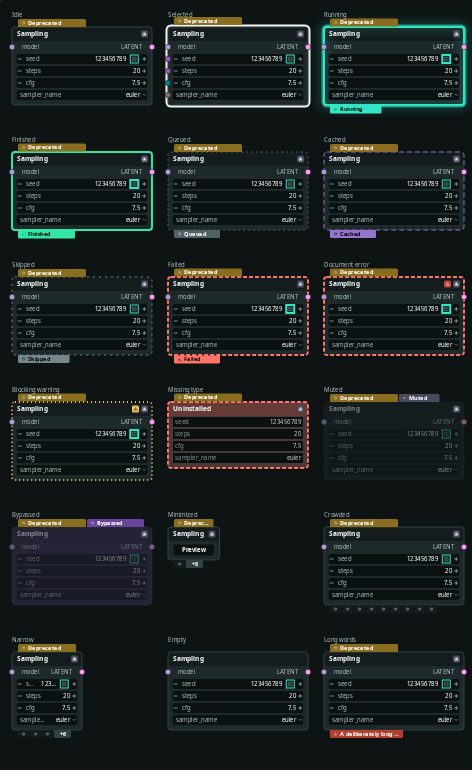 Idle
Deprecated
Sampling
model LATENT
seed 123456789
steps 20
cfg 7.5
sampler_name euler
Selected
Deprecated
Sampling
model LATENT
seed 123456789
steps 20
cfg 7.5
sampler_name euler
Running
Deprecated
Sampling
model LATENT
seed 123456789
steps 20
cfg 7.5
sampler_name euler
Running
Finished
Deprecated
Sampling
model LATENT
seed 123456789
steps 20
cfg 7.5
sampler_name euler
Finished
Queued
Deprecated
Sampling
model LATENT
seed 123456789
steps 20
cfg 7.5
sampler_name euler
Queued
Cached
Deprecated
Sampling
model LATENT
seed 123456789
steps 20
cfg 7.5
sampler_name euler
Cached
Skipped
Deprecated
Sampling
model LATENT
seed 123456789
steps 20
cfg 7.5
sampler_name euler
Skipped
Failed
Deprecated
Sampling
model LATENT
seed 123456789
steps 20
cfg 7.5
sampler_name euler
Failed
Document error
Deprecated
Sampling
model LATENT
seed 123456789
steps 20
cfg 7.5
sampler_name euler
Blocking warning
Deprecated
Sampling
model LATENT
seed 123456789
steps 20
cfg 7.5
sampler_name euler
Missing type
Deprecated
Uninstalled
seed 123456789
steps 20
cfg 7.5
sampler_name euler
Muted
Deprecated Muted
Sampling
model LATENT
seed 123456789
steps 20
cfg 7.5
sampler_name euler
Bypassed
Deprecated Bypassed
Sampling
model LATENT
seed 123456789
steps 20
cfg 7.5
sampler_name euler
Minimized
Deprec...
Sampling
Preview
+8
Crowded
Deprecated
Sampling
model LATENT
seed 123456789
steps 20
cfg 7.5
sampler_name euler
Narrow
Deprecated
Sampling
model LATENT
s... 123...
steps 20
cfg 7.5
sample... euler
+6
Empty
Sampling
model LATENT
seed 123456789
steps 20
cfg 7.5
sampler_name euler
Long words
Deprecated
Sampling
model LATENT
seed 123456789
steps 20
cfg 7.5
sampler_name euler
A deliberately long ...